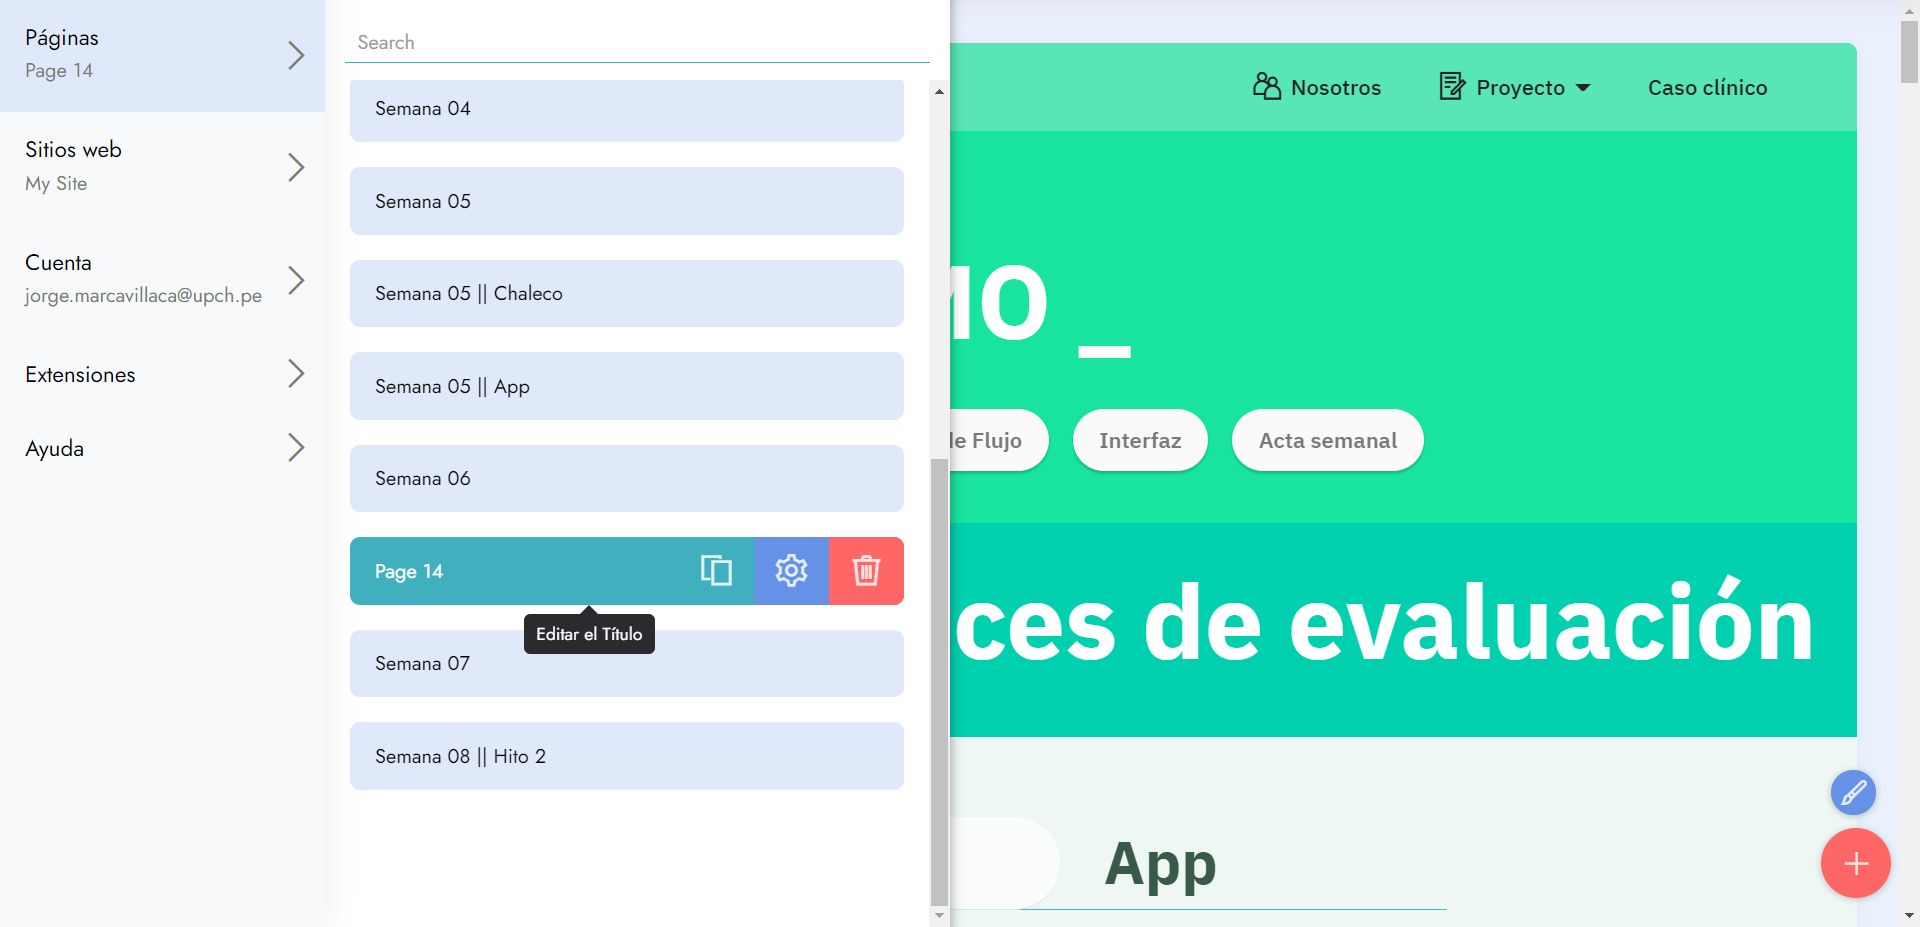 Páginas
Page 14
Sitios web
My Site
Cuenta
jorge.marcavillaca@upch.pe
Extensiones
Ayuda
Search
Semana 04
Semana 05
Semana 05 || Chaleco
Semana 05 || App
Semana 06
Page 14
Editar el Título
Semana 07
Semana 08 || Hito 2
Nosotros
Proyecto
Caso clínico
MO _
de Flujo
Interfaz
Acta semanal
ces de evaluación
App